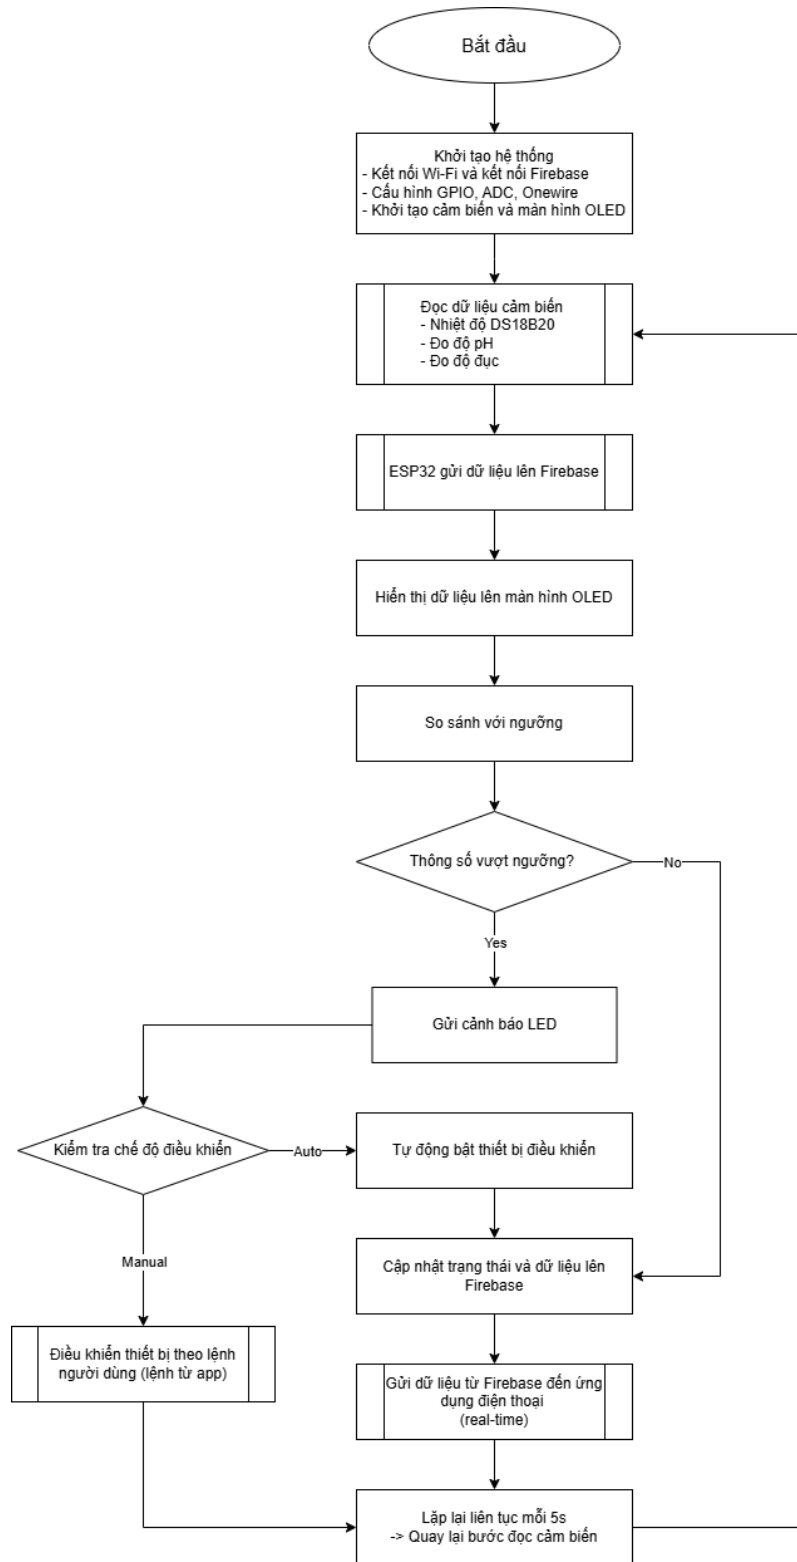 Bắt đầu
Khởi tạo hệ thống
- Kết nối Wi-Fi và kết nối Firebase
- Cấu hình GPIO, ADC, Onewire
- Khởi tạo cảm biến và màn hình OLED
Đọc dữ liệu cảm biến
- Nhiệt độ DS18B20
- Đo độ pH
- Đo độ đục
ESP32 gửi dữ liệu lên Firebase
Hiển thị dữ liệu lên màn hình OLED
So sánh với ngưỡng
Thông số vượt ngưỡng?
No
Yes
Gửi cảnh báo LED
Kiểm tra chế độ điều khiển
Auto
Tự động bật thiết bị điều khiển
Manual
Cập nhật trạng thái và dữ liệu lên
Firebase
Điều khiển thiết bị theo lệnh
người dùng (lệnh từ app)
Gửi dữ liệu từ Firebase đến ứng
dụng điện thoại
(real-time)
Lặp lại liên tục mỗi 5s
-> Quay lại bước đọc cảm biến